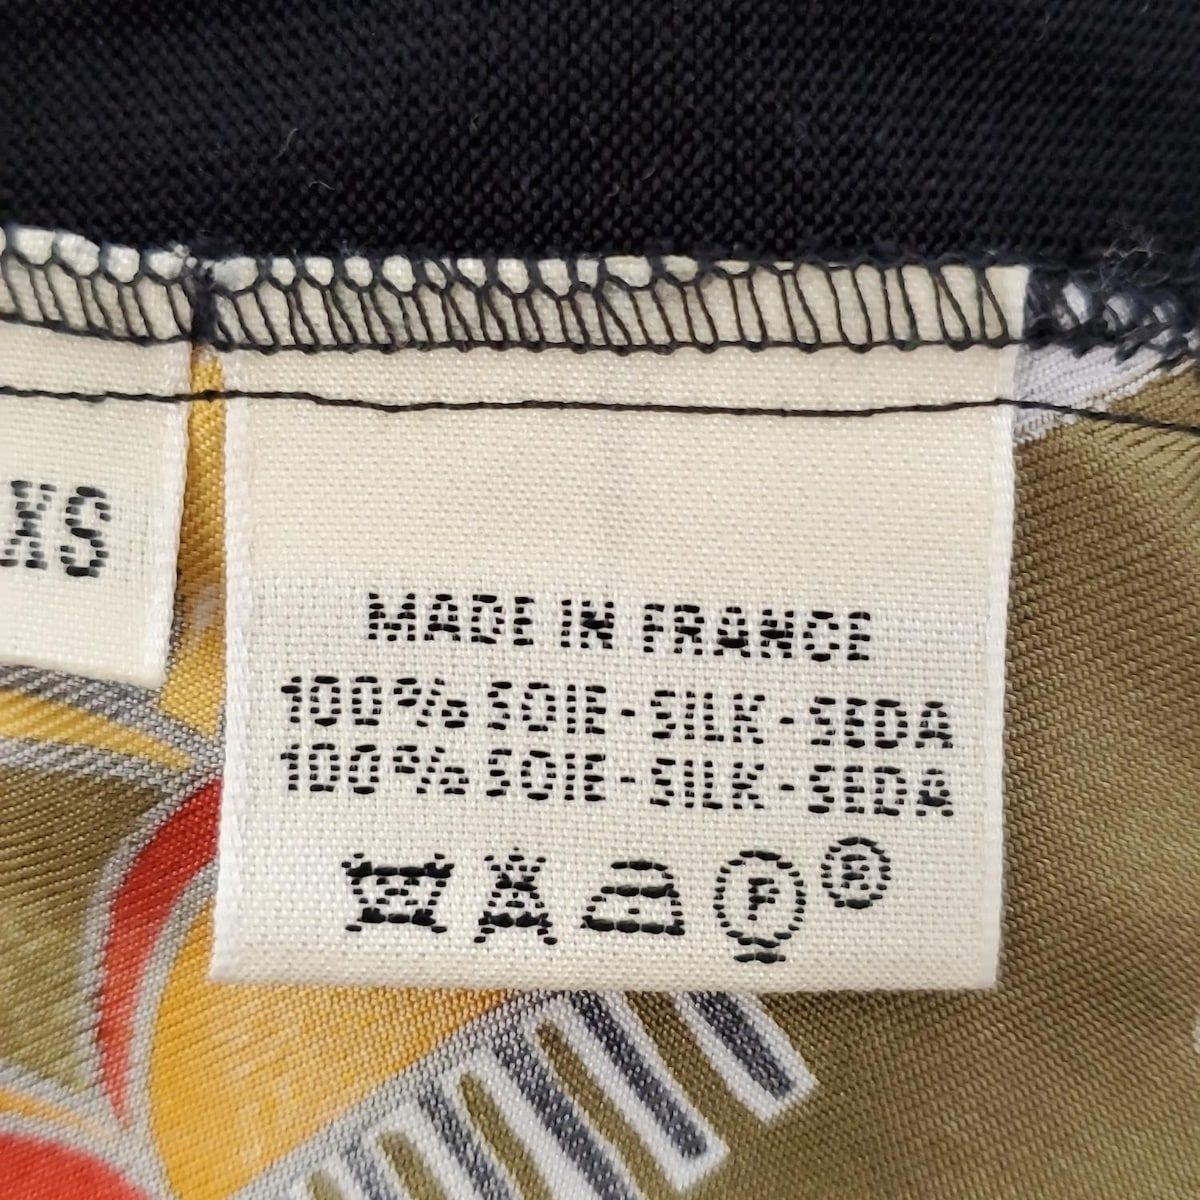 XS
MADE IN FRANCE
100% SOIE - SILK - SEDA
100% SOIE - SILK - SEDA
P ®